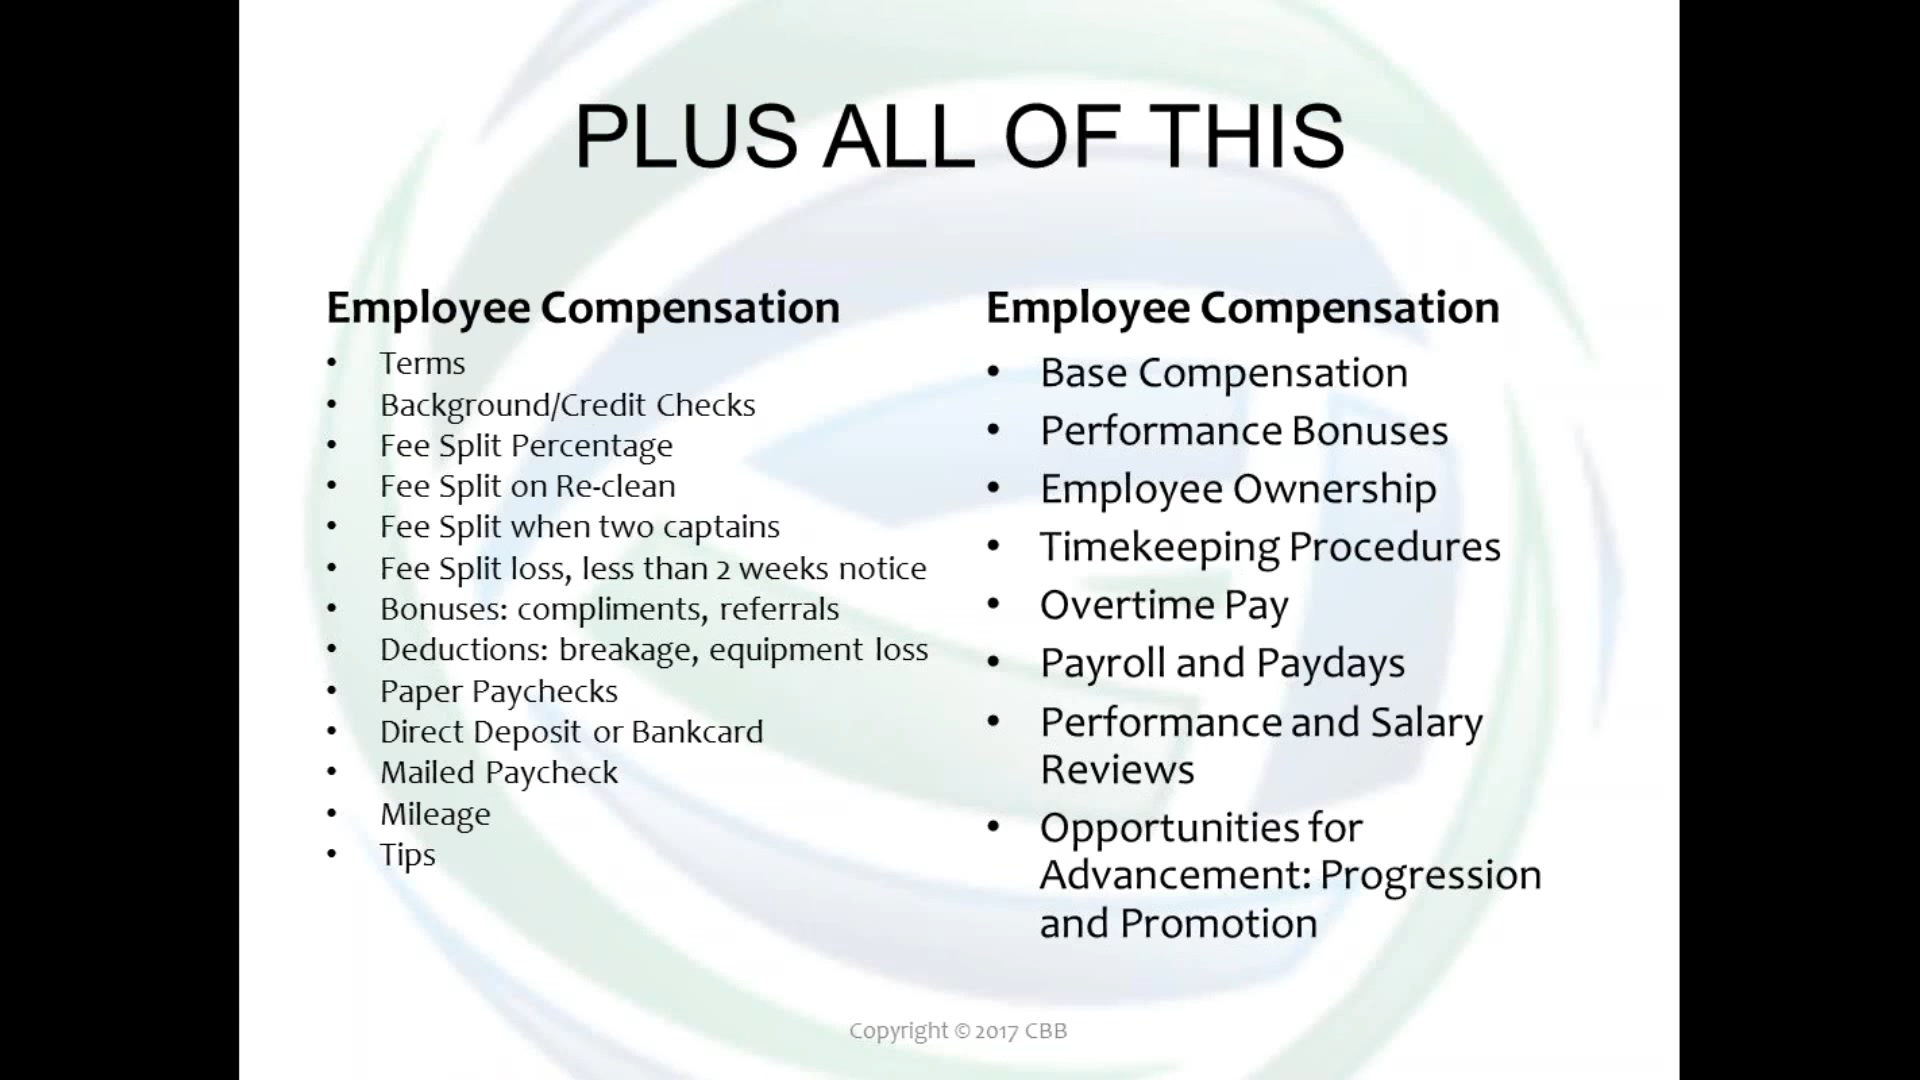 PLUS ALL OF THIS
Employee Compensation
• Terms
• Background/Credit Checks
• Fee Split Percentage
• Fee Split on Re-clean
• Fee Split when two captains
• Fee Split loss, less than 2 weeks notice
• Bonuses: compliments, referrals
• Deductions: breakage, equipment loss
• Paper Paychecks
• Direct Deposit or Bankcard
• Mailed Paycheck
• Mileage
• Tips
Employee Compensation
• Base Compensation
• Performance Bonuses
• Employee Ownership
• Timekeeping Procedures
• Overtime Pay
• Payroll and Paydays
• Performance and Salary
Reviews
• Opportunities for
Advancement: Progression
and Promotion
Copyright © 2017 CBB